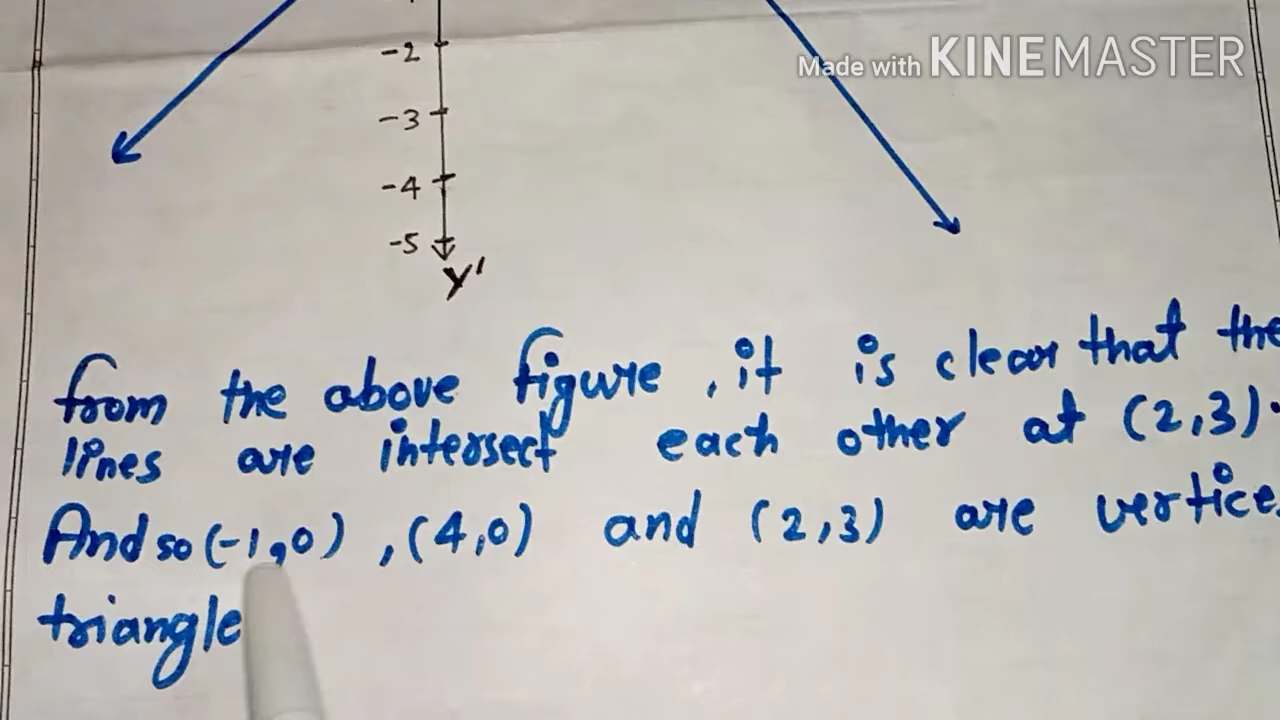 Made with KINEMASTER
-2
-3
-4
-5
Y'
from the above figure, it is clear that the
lines are intersect each other at (2,3).
And so (-1,0), (4,0) and (2,3) are
triangle